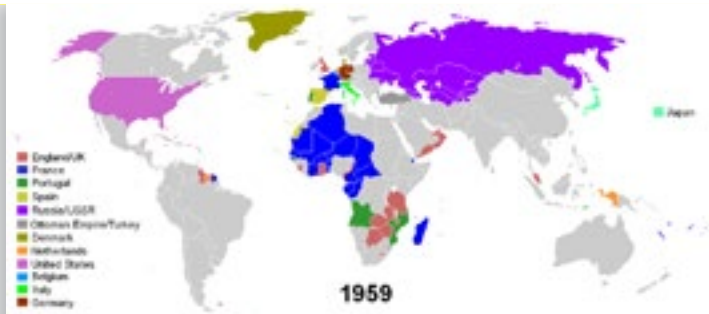 England/UK
France
Portugal
Spain
Russia/USSR
Ottoman Empire/Turkey
Denmark
Netherlands
United States
Belgium
Italy
Germany
Japan
1959